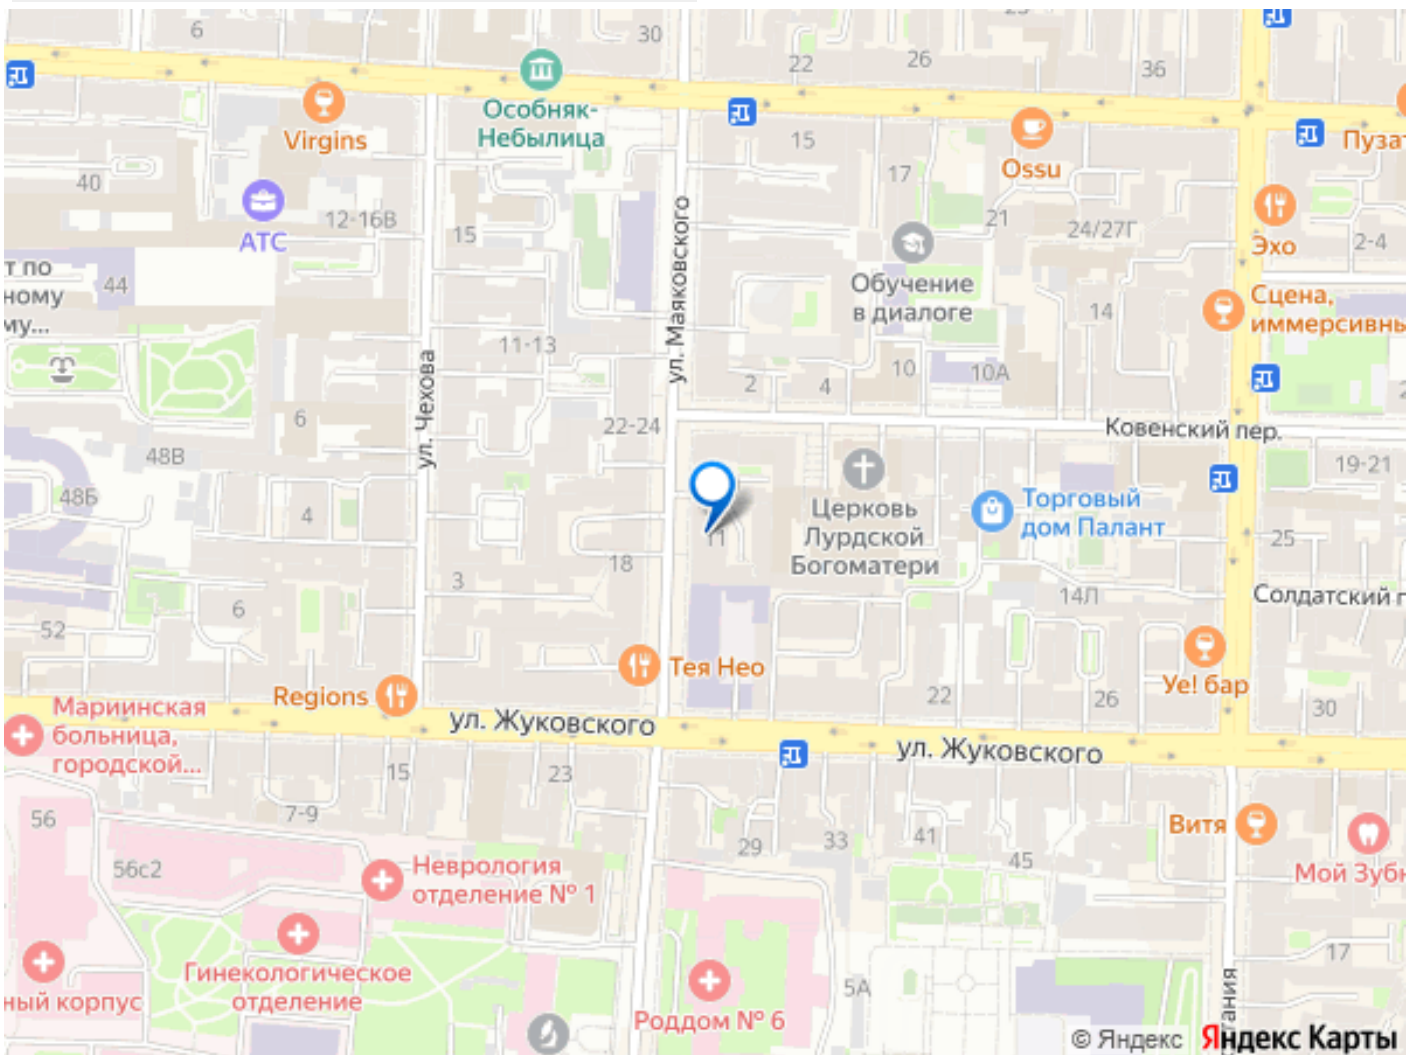 6
30
22
26
36
Особняк-
Небылица
Virgins
15
Ossu
Пузат
17
40
12-16В
15
АТС
21
24/27Г
Эхо
2-4
т по
ному
му...
44
ул. Маяковского
Обучение
в диалоге
14
Сцена,
иммерсивны
11-13
ул. Чехова
2
4
10
10А
6
22-24
Ковенский пер.
48В
19-21
48Б
4
Церковь
Лурдской
Богоматери
Торговый
дом Палант
11
25
18
3
14Л
Солдатский п
6
52
Тея Нео
22
26
Уе! бар
30
Regions
Мариинская
больница,
городской...
ул. Жуковского
ул. Жуковского
15
23
7-9
56
29
33
41
45
Витя
56с2
Неврология
отделение № 1
Мой Зубн
Гинекологическое
отделение
17
ный корпус
5А
Роддом № 6
тания
© Яндекс Яндекс Карты